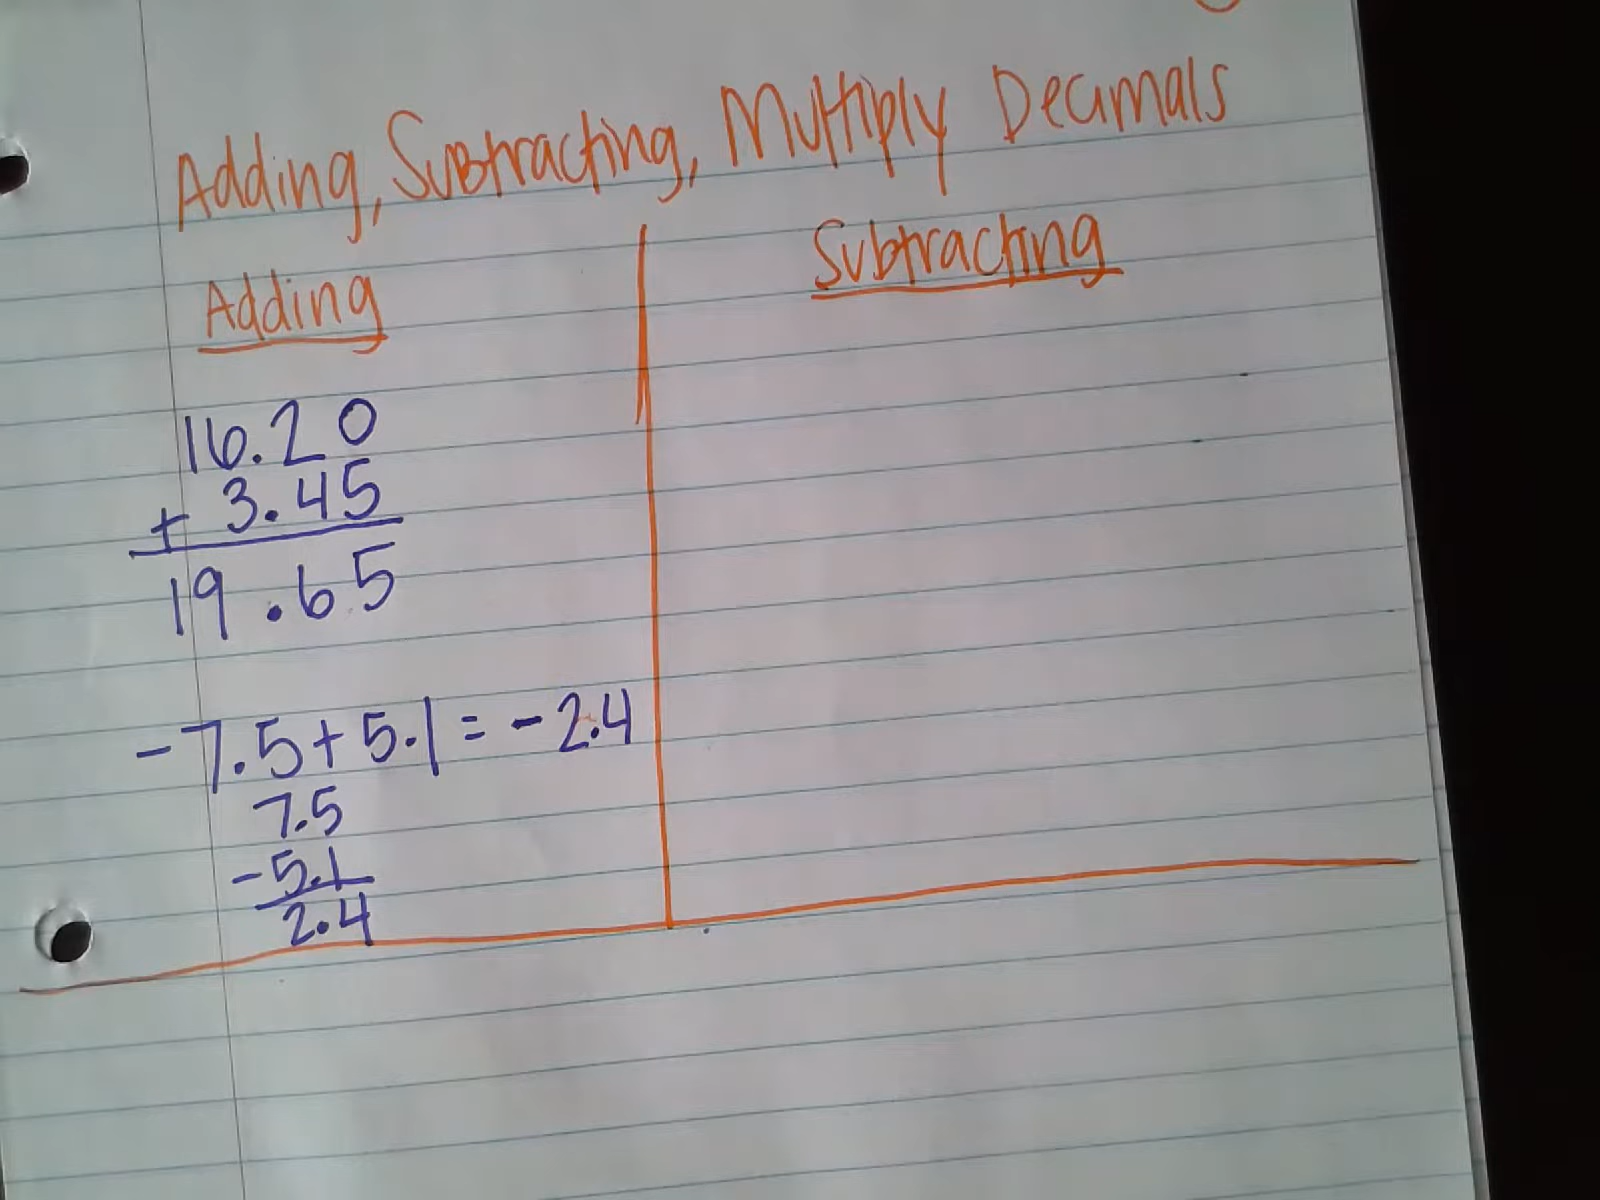 Adding, Subtracting, Multiply Decimals
Adding
Subtracting
16.20
+ 3.45
19.65
-7.5+5.1 = -2.4
7.5
-5.1
2.4